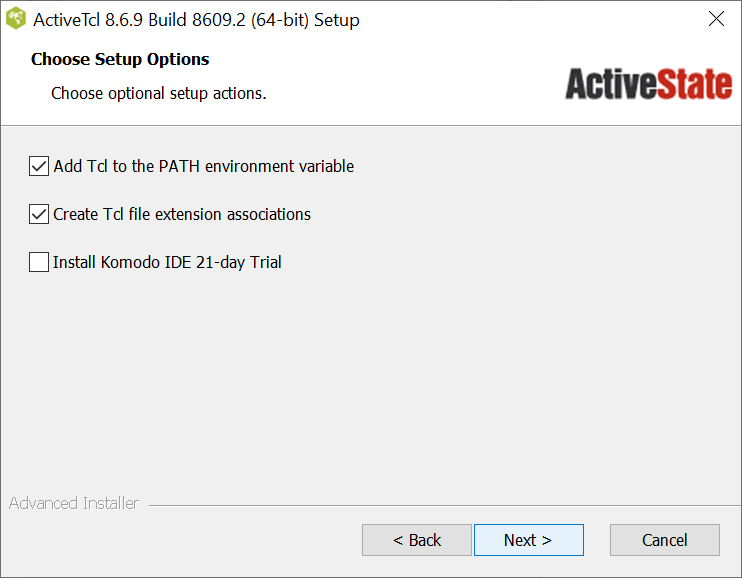 ActiveTcl 8.6.9 Build 8609.2 (64-bit) Setup
Choose Setup Options
Choose optional setup actions.
ActiveState
Add Tcl to the PATH environment variable
Create Tcl file extension associations
Install Komodo IDE 21-day Trial
Advanced Installer
< Back
Next >
Cancel